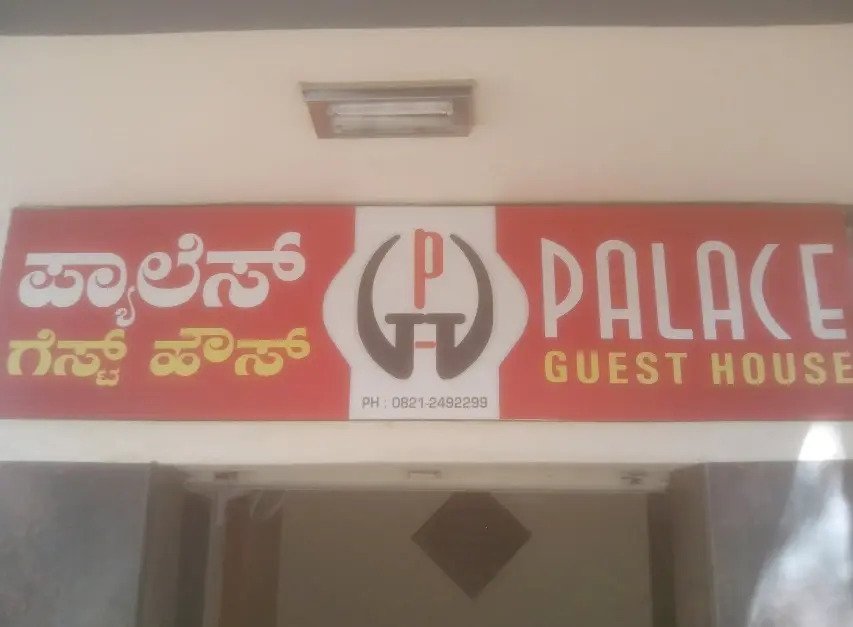 ಪ್ಯಾಲೆಸ್
ಗೆಸ್ಟ್ ಹೌಸ್
P
PH : 0821-2492299
PALACE
GUEST HOUSE